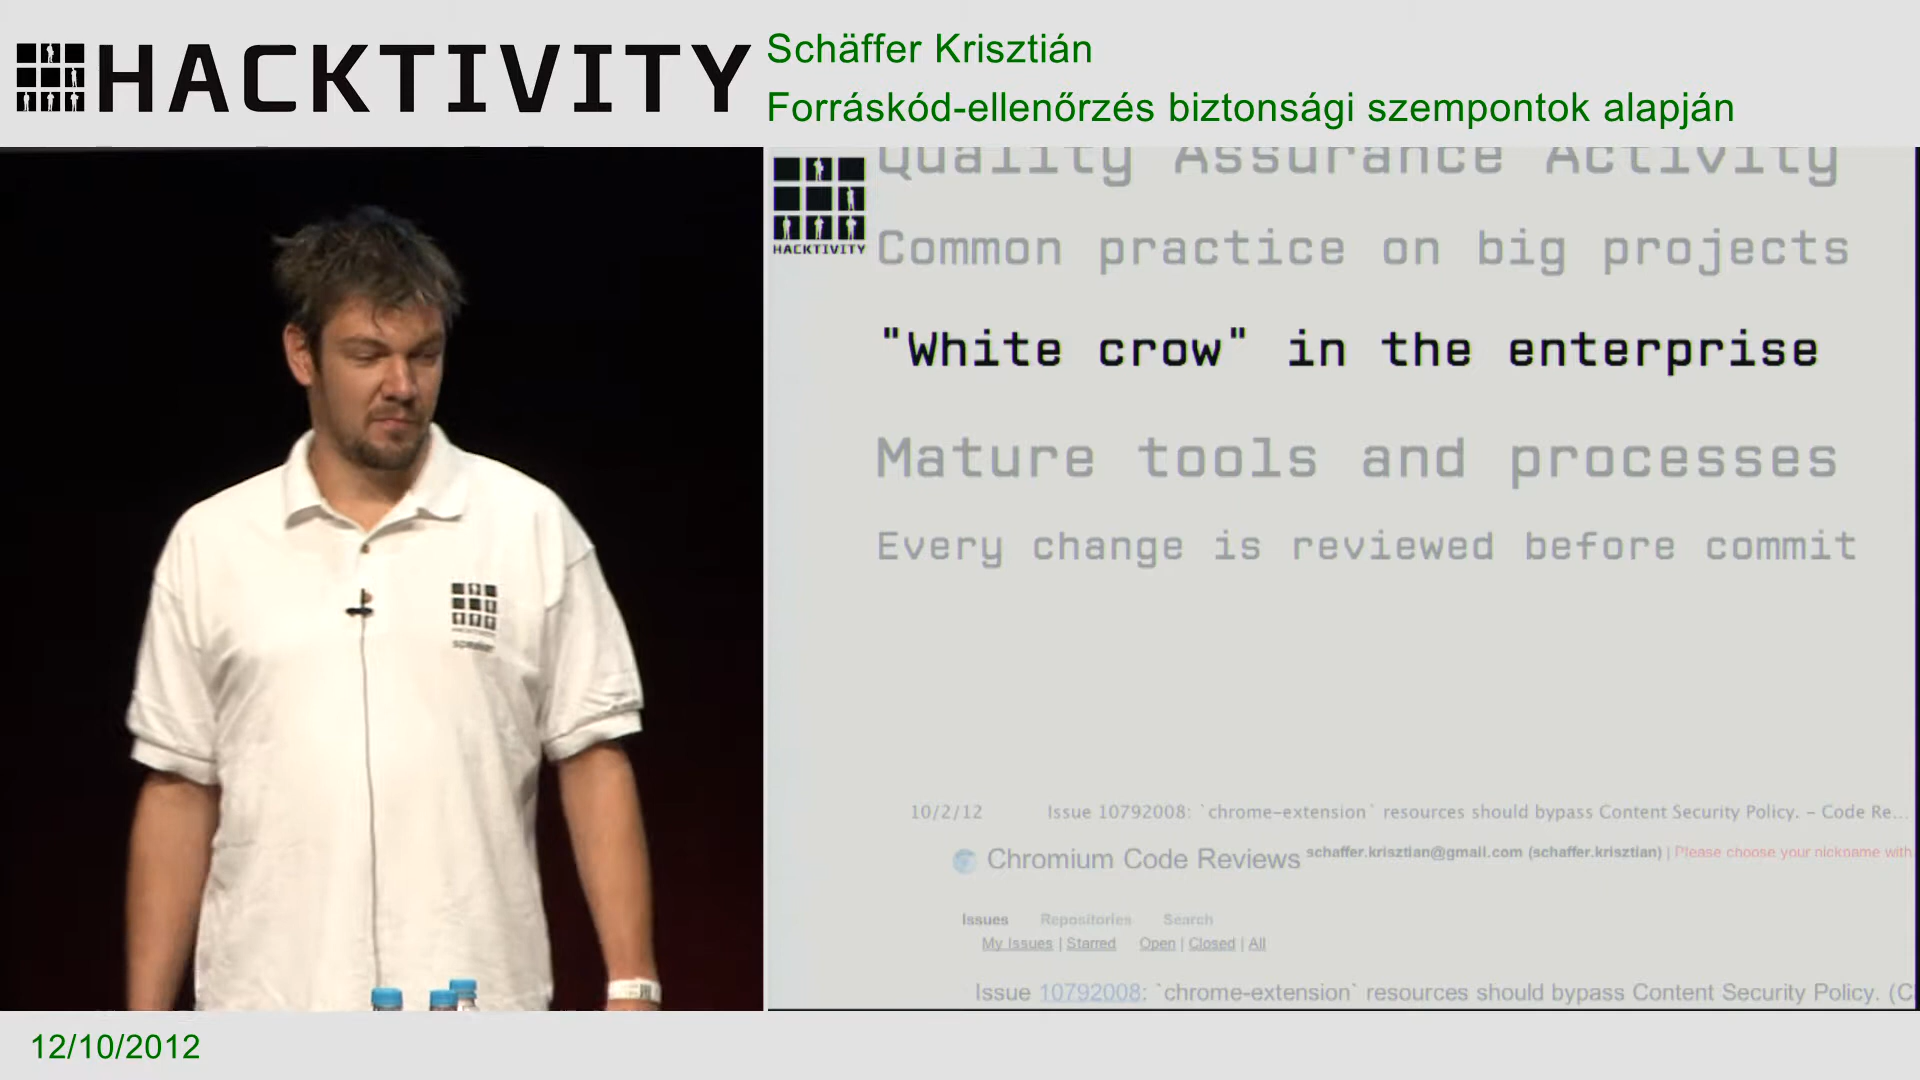 HACKTIVITY
Schäffer Krisztián
Forráskód-ellenőrzés biztonsági szempontok alapján
Quality Assurance Activity
HACKTIVITY
Common practice on big projects
"White crow" in the enterprise
Mature tools and processes
Every change is reviewed before commit
10/2/12 Issue 10792008: `chrome-extension` resources should bypass Content Security Policy. - Code Re...
Chromium Code Reviews schaffer.krisztian@gmail.com (schaffer.krisztian) | Please choose your nickname with
Issues Repositories Search
My Issues | Starred Open | Closed | All
Issue 10792008: `chrome-extension` resources should bypass Content Security Policy. (C
speaker
12/10/2012